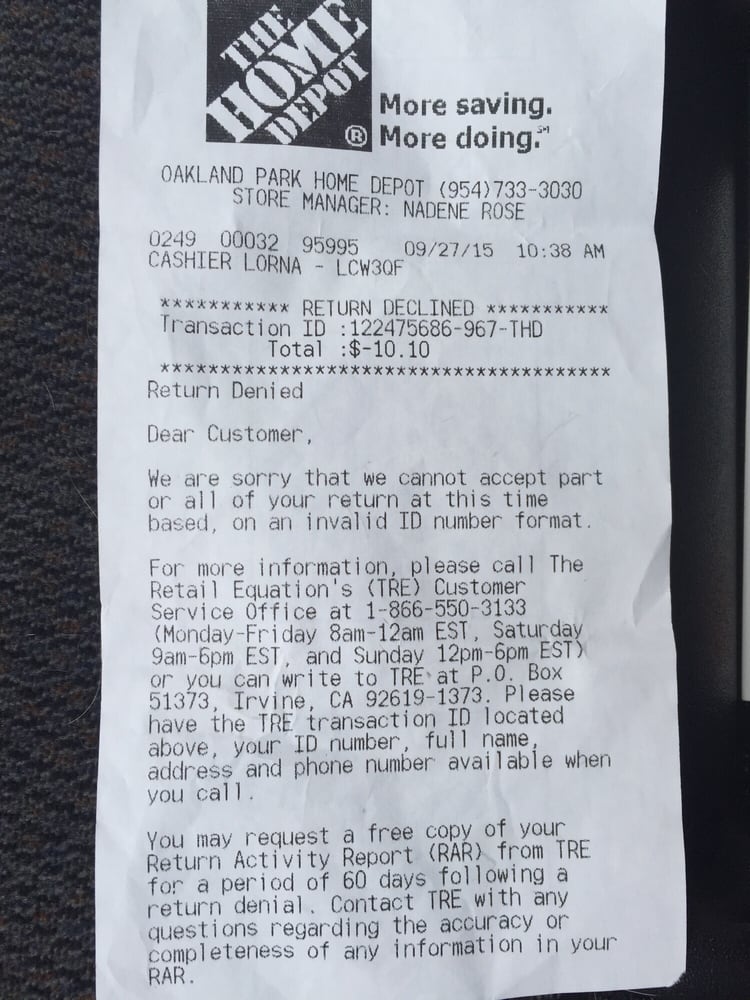 THE
HOME
DEPOT
®
More saving.
More doing.℠
OAKLAND PARK HOME DEPOT (954)733-3030
STORE MANAGER: NADENE ROSE
0249 00032 95995 09/27/15 10:38 AM
CASHIER LORNA - LCW3QF
*********** RETURN DECLINED ***********
Transaction ID :122475686-967-THD
Total :$-10.10
***************************************
Return Denied
Dear Customer,
We are sorry that we cannot accept part
or all of your return at this time
based, on an invalid ID number format.
For more information, please call The
Retail Equation's (TRE) Customer
Service Office at 1-866-550-3133
(Monday-Friday 8am-12am EST, Saturday
9am-6pm EST, and Sunday 12pm-6pm EST)
or you can write to TRE at P.O. Box
51373, Irvine, CA 92619-1373. Please
have the TRE transaction ID located
above, your ID number, full name,
address and phone number available when
you call.
You may request a free copy of your
Return Activity Report (RAR) from TRE
for a period of 60 days following a
return denial. Contact TRE with any
questions regarding the accuracy or
completeness of any information in your
RAR.